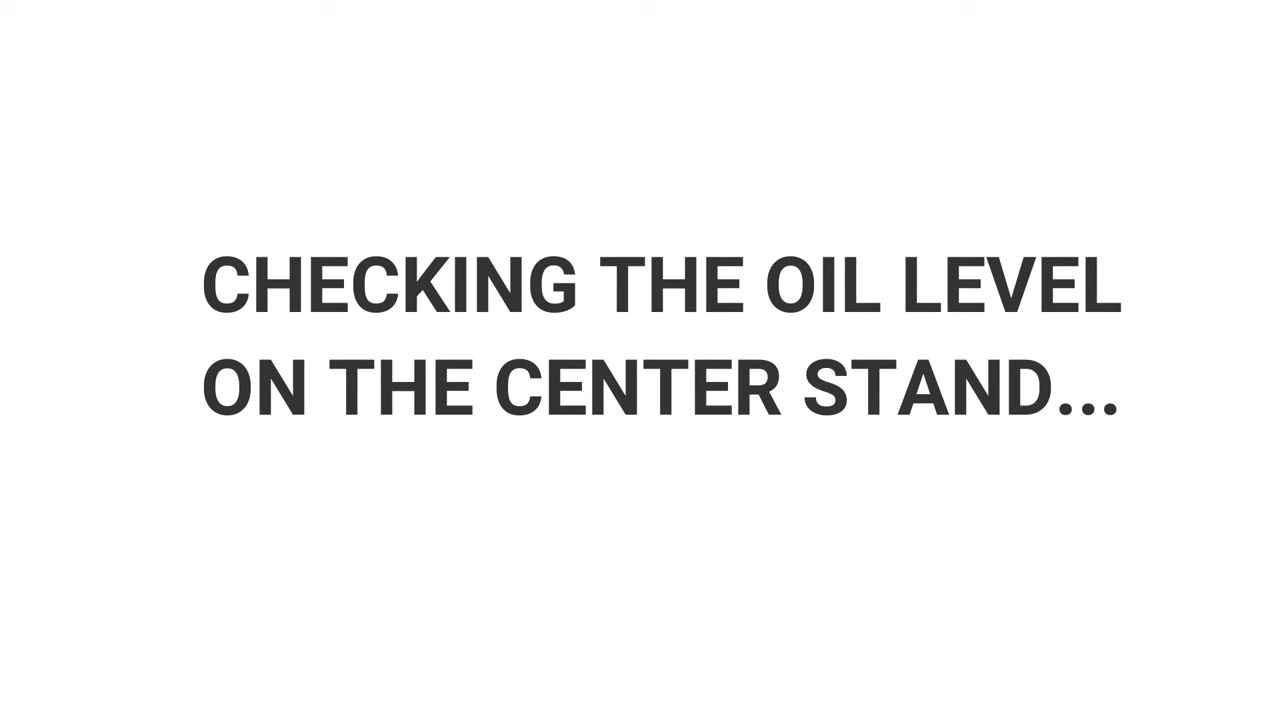 CHECKING THE OIL LEVEL
ON THE CENTER STAND...